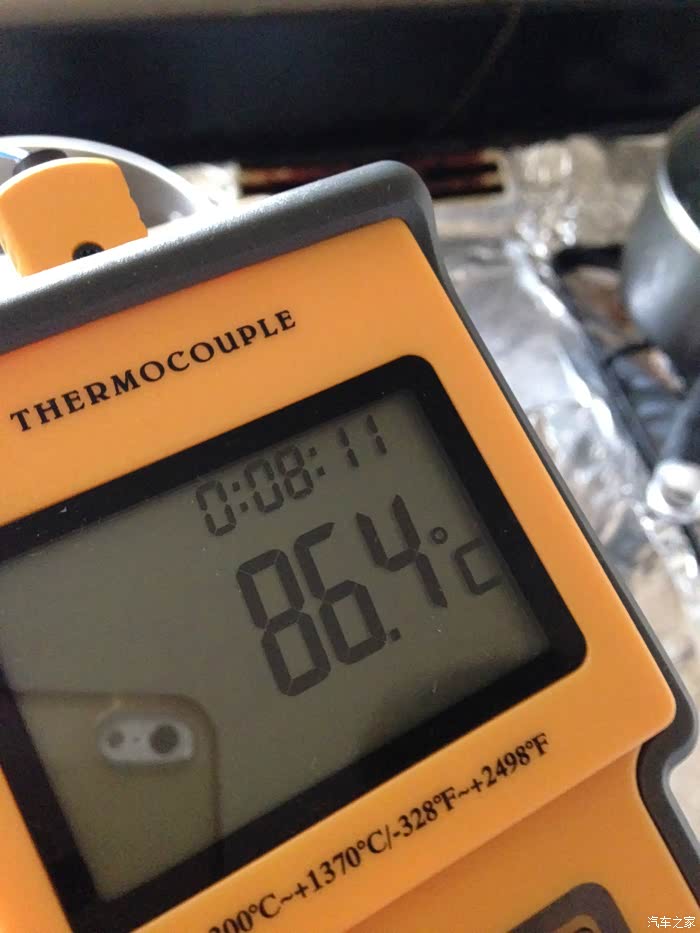 THERMOCOUPLE
0:08:11
86.4°C
200°C~+1370°C/-328°F~+2498°F
汽车之家